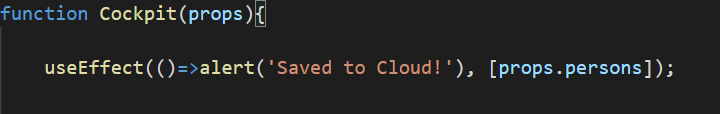 function Cockpit(props){
useEffect(()=>alert('Saved to Cloud!'), [props.persons]);